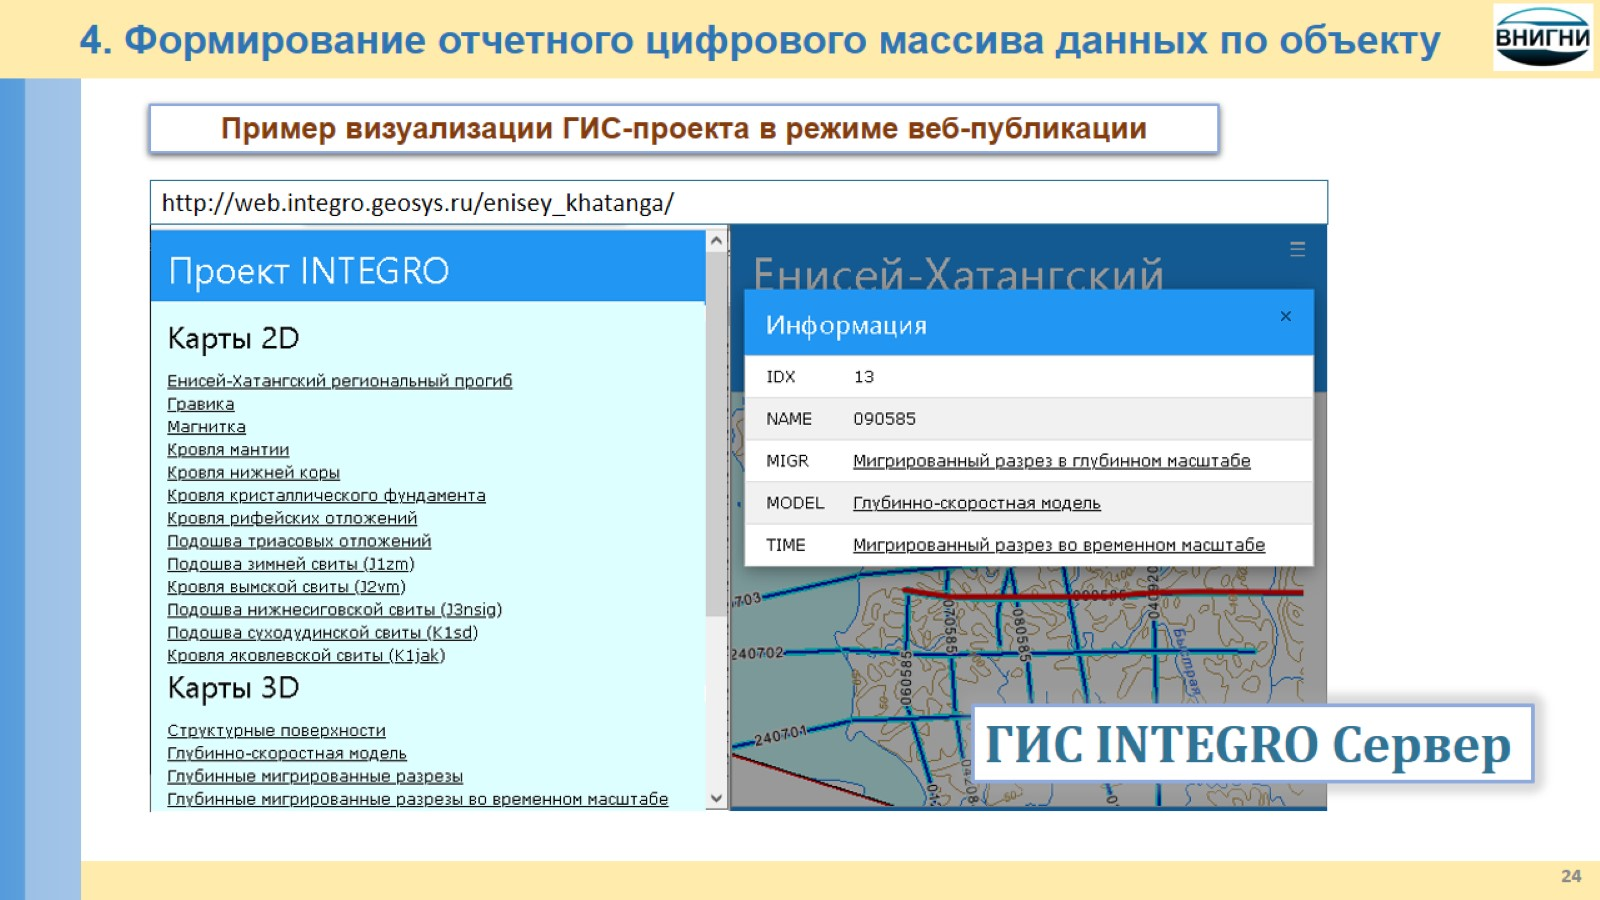 4. Формирование отчетного цифрового массива данных по объекту
ВНИГНИ
Пример визуализации ГИС-проекта в режиме веб-публикации
http://web.integro.geosys.ru/enisey_khatanga/
Проект INTEGRO
Карты 2D
Енисей-Хатангский региональный прогиб
Гравика
Магнитка
Кровля мантии
Кровля нижней коры
Кровля кристаллического фундамента
Кровля рифейских отложений
Подошва триасовых отложений
Подошва зимней свиты (J1zm)
Кровля вымской свиты (J2vm)
Подошва нижнесиговской свиты (J3nsig)
Подошва суходудинской свиты (K1sd)
Кровля яковлевской свиты (K1jak)
Карты 3D
Структурные поверхности
Глубинно-скоростная модель
Глубинные мигрированные разрезы
Глубинные мигрированные разрезы во временном масштабе
Енисей-Хатангский
Информация
×
IDX 13
NAME 090585
MIGR Мигрированный разрез в глубинном масштабе
MODEL Глубинно-скоростная модель
TIME Мигрированный разрез во временном масштабе
090585
070585
080585
060585
240702
240701
Быстрая
ГИС INTEGRO Сервер
24